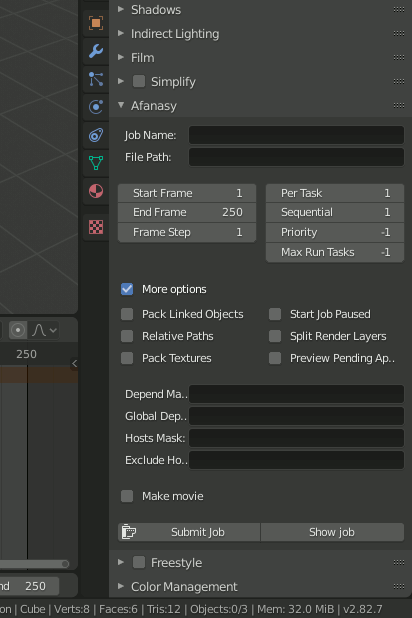 Shadows
Indirect Lighting
Film
Simplify
Afanasy
Job Name:
File Path:
Start Frame 1
Per Task 1
End Frame 250
Sequential 1
Frame Step 1
Priority -1
Max Run Tasks -1
More options
Pack Linked Objects
Start Job Paused
Relative Paths
Split Render Layers
Pack Textures
Preview Pending Ap..
250
Depend Ma..
Global Dep..
Hosts Mask:
Exclude Ho..
Make movie
Submit Job
Show job
Freestyle
nd 250
Color Management
on | Cube | Verts:8 | Faces:6 | Tris:12 | Objects:0/3 | Mem: 32.0 MiB | v2.82.7